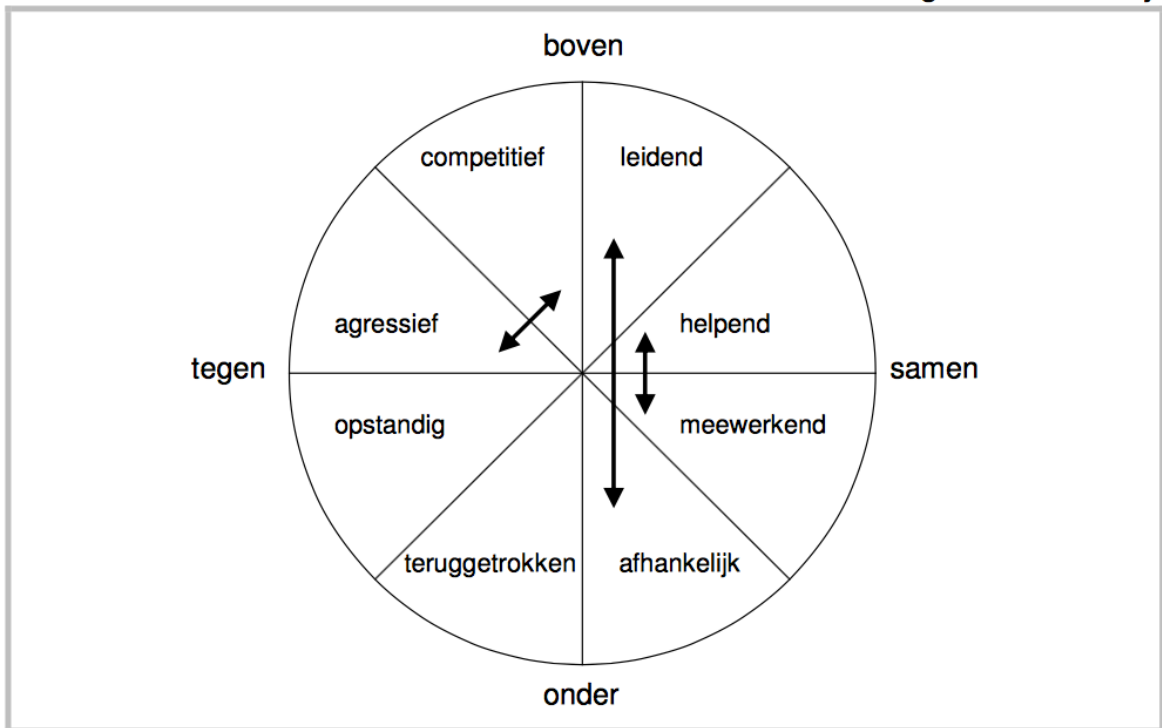 boven
competitief leidend
agressief helpend
tegen samen
opstandig meewerkend
teruggetrokken afhankelijk
onder